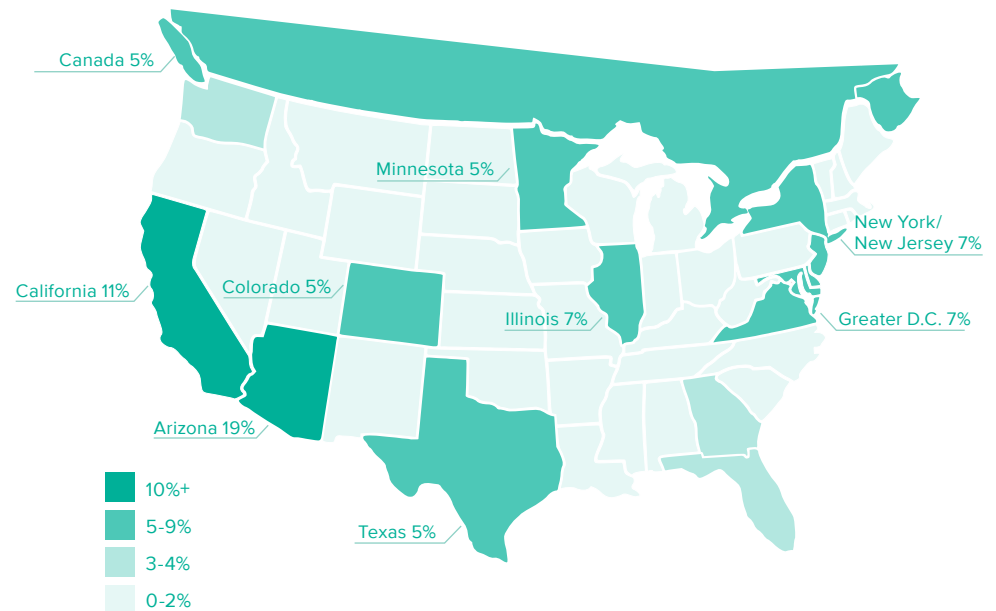 Canada 5%
Minnesota 5%
New York/
New Jersey 7%
California 11%
Colorado 5%
Illinois 7%
Greater D.C. 7%
Arizona 19%
Texas 5%
10%+
5-9%
3-4%
0-2%